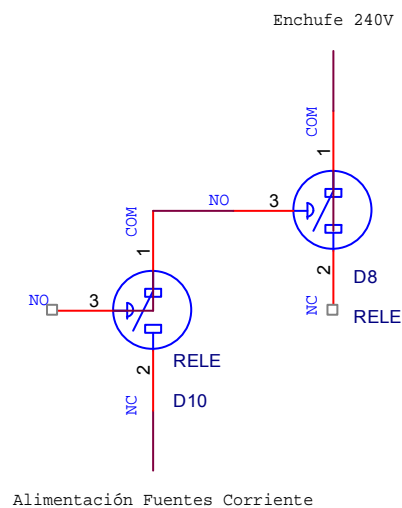 Enchufe 240V
COM
1
NO
3
2
NC
D8
RELE
COM
1
NO
3
2
NC
RELE
D10
Alimentación Fuentes Corriente